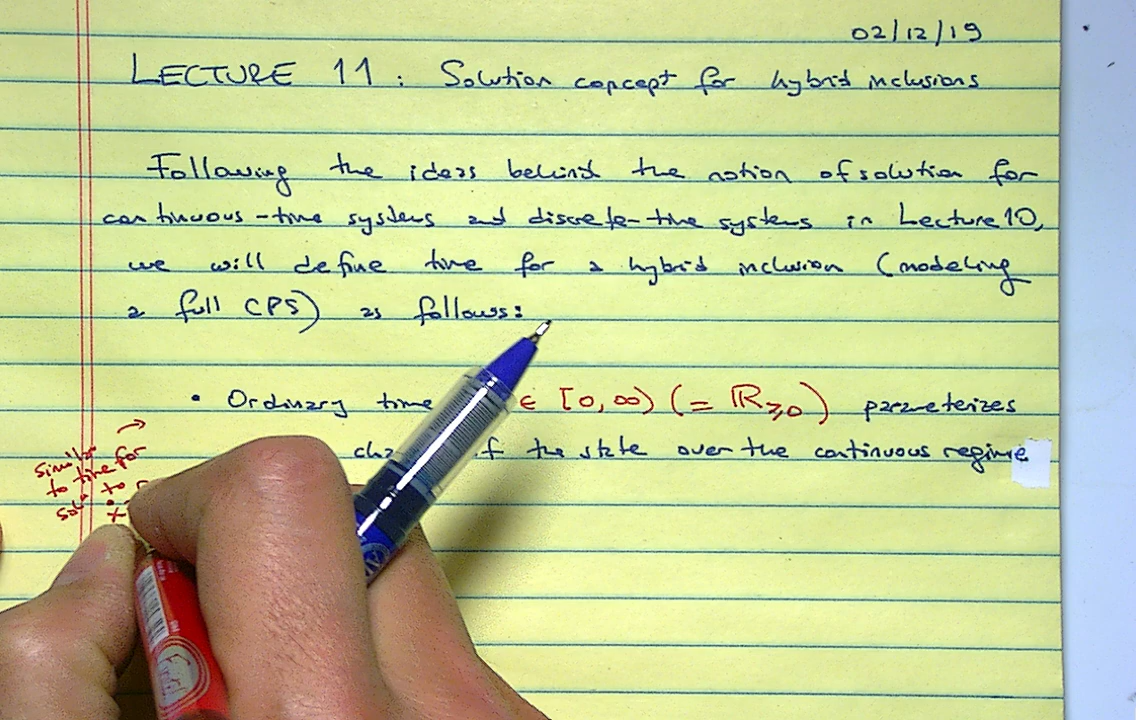 02/12/19
LECTURE 11: Solution concept for hybrid inclusions
Following the ideas behind the notion of solution for
continuous-time systems and discrete-time systems in Lecture 10,
we will define time for a hybrid inclusion (modeling
a full CPS) as follows:
• Ordinary time ∈ [0,∞) (= ℝ≥0) parameterizes
of the state over the continuous regime
similar
to time for
to
ẋ